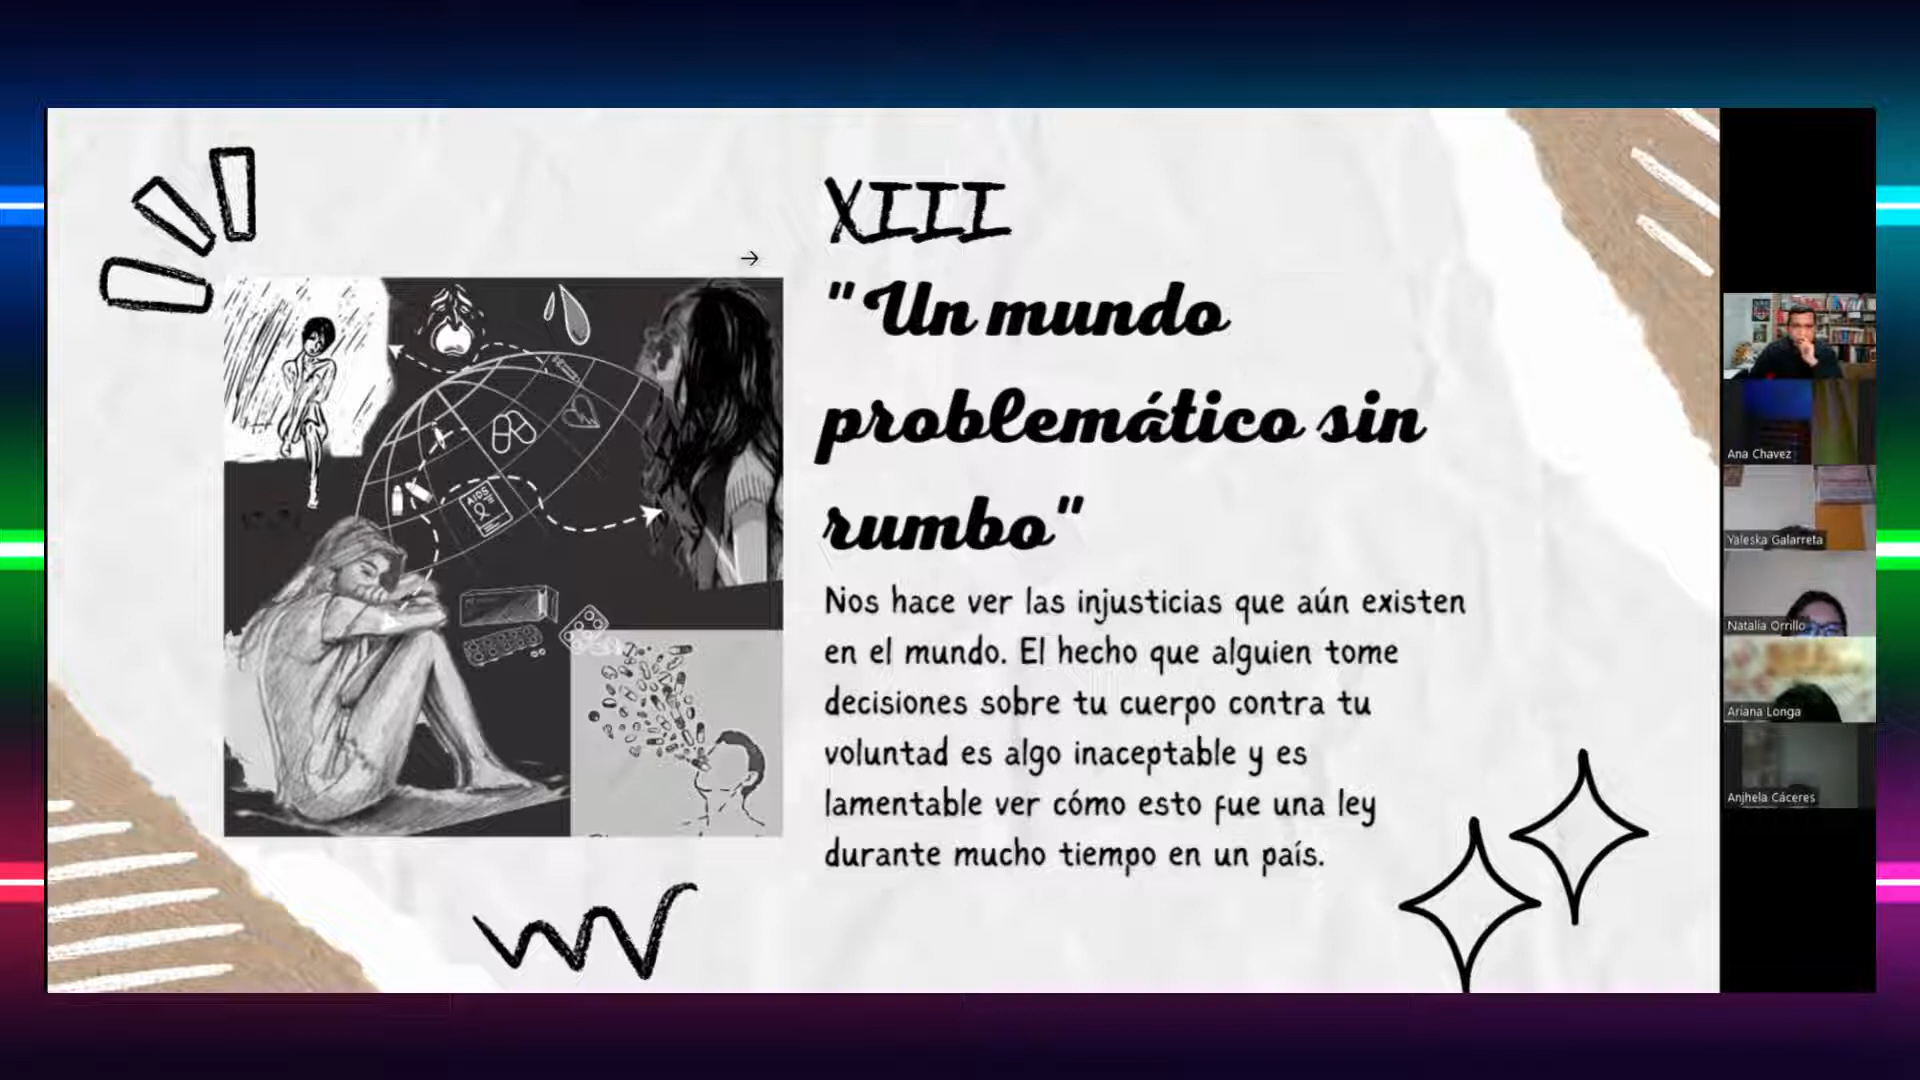 XIII
"Un mundo
problemático sin
rumbo"
Nos hace ver las injusticias que aún existen
en el mundo. El hecho que alguien tome
decisiones sobre tu cuerpo contra tu
voluntad es algo inaceptable y es
lamentable ver cómo esto fue una ley
durante mucho tiempo en un país.
AIDS
Ana Chavez
Yaleska Galarreta
Natalia Orrillo
Ariana Longa
Anjhela Cáceres